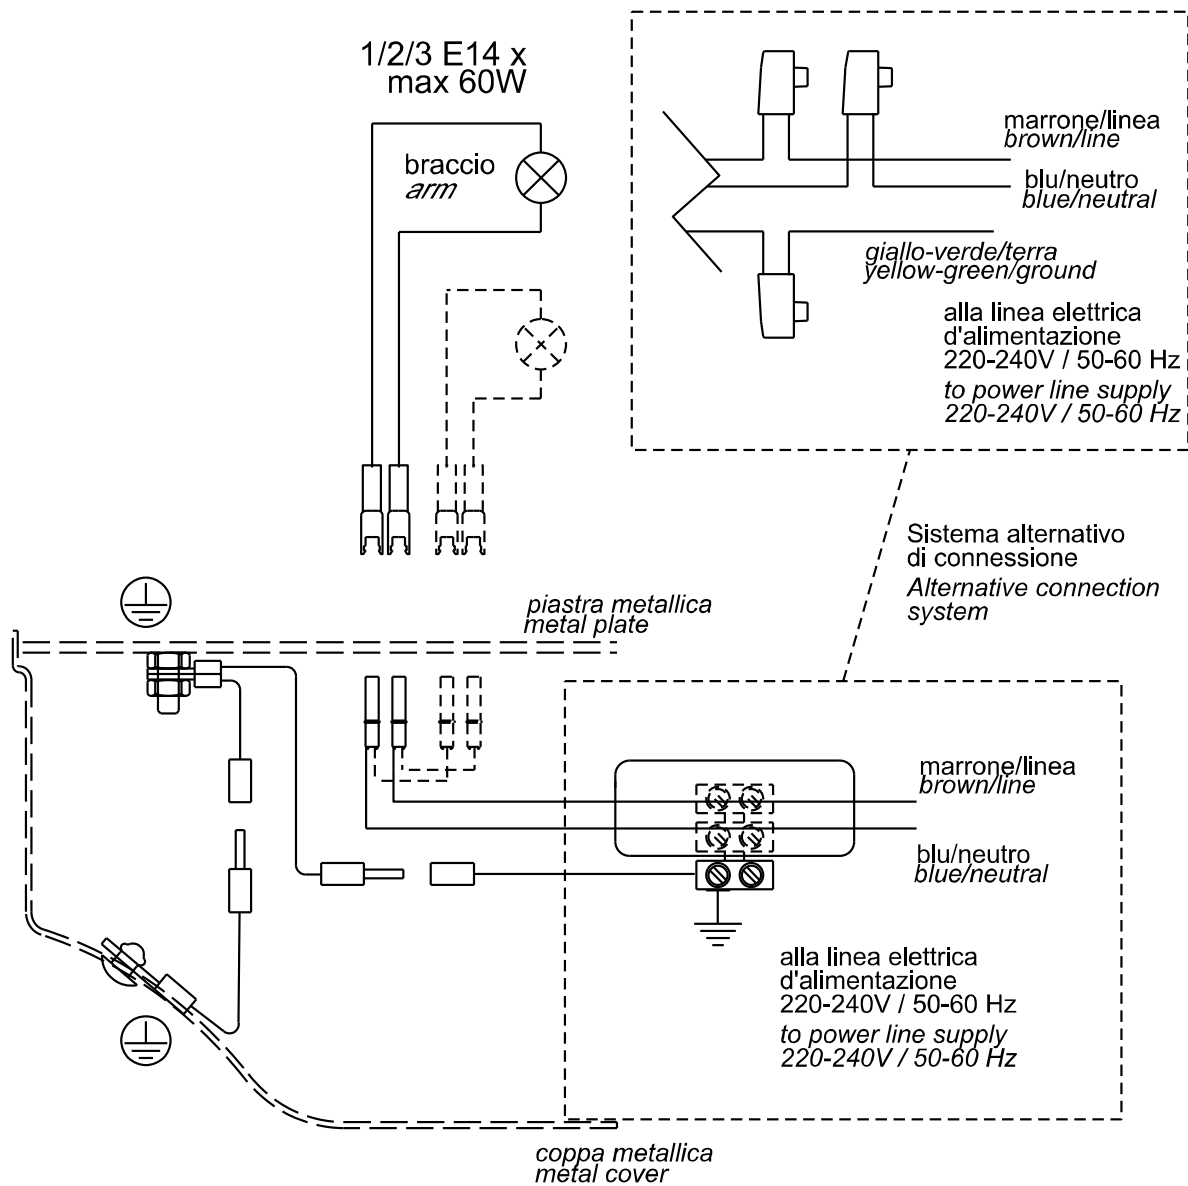 1/2/3 E14 x
max 60W
braccio
arm
marrone/linea
brown/line
blu/neutro
blue/neutral
giallo-verde/terra
yellow-green/ground
alla linea elettrica
d'alimentazione
220-240V / 50-60 Hz
to power line supply
220-240V / 50-60 Hz
Sistema alternativo
di connessione
Alternative connection
system
piastra metallica
metal plate
marrone/linea
brown/line
blu/neutro
blue/neutral
alla linea elettrica
d'alimentazione
220-240V / 50-60 Hz
to power line supply
220-240V / 50-60 Hz
coppa metallica
metal cover